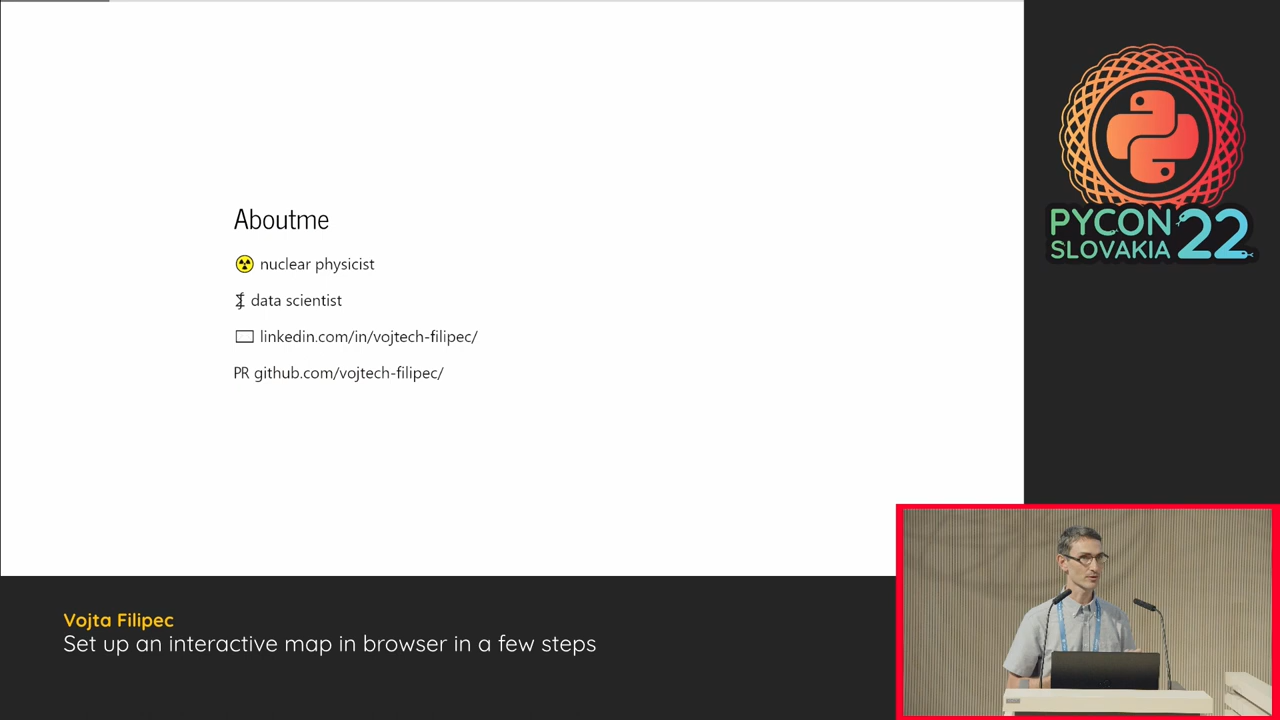 Aboutme
nuclear physicist
data scientist
linkedin.com/in/vojtech-filipec/
PR github.com/vojtech-filipec/
PYCON 22
SLOVAKIA
Vojta Filipec
Set up an interactive map in browser in a few steps